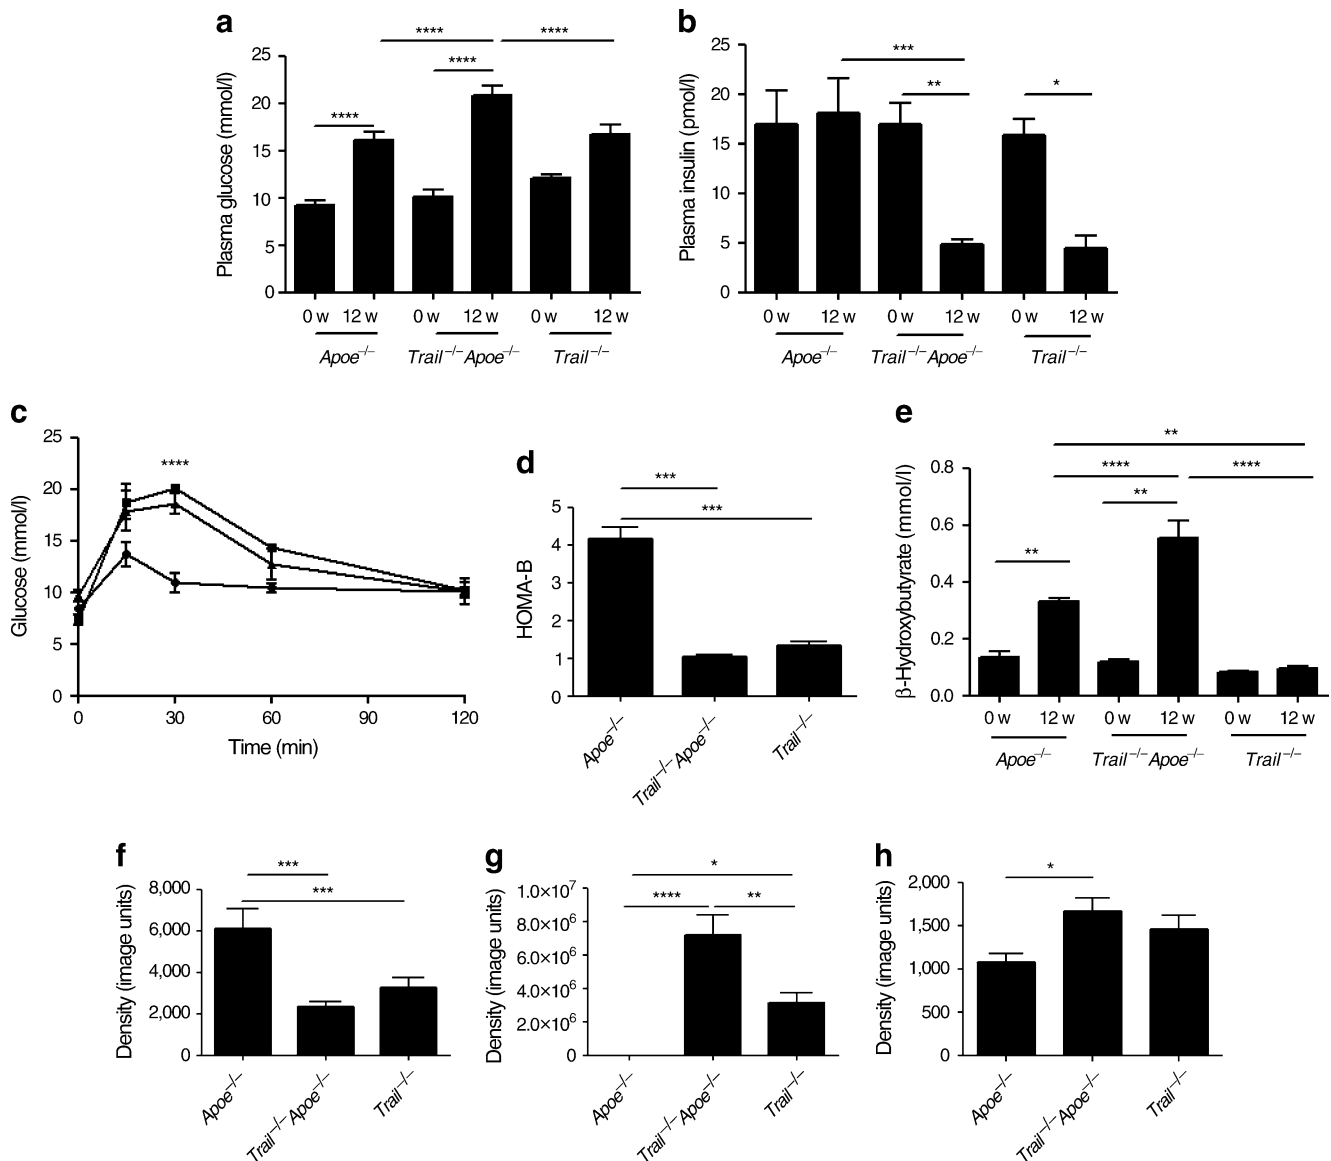 a
Plasma glucose (mmol/l)
25
20
15
10
5
0
****
****
****
****
0 w 12 w 0 w 12 w 0 w 12 w
Apoe–/– Trail–/–Apoe–/– Trail–/–
b
Plasma insulin (pmol/l)
25
20
15
10
5
0
***
**
*
0 w 12 w 0 w 12 w 0 w 12 w
Apoe–/– Trail–/–Apoe–/– Trail–/–
c
Glucose (mmol/l)
25
20
15
10
5
0
****
0 30 60 90 120
Time (min)
d
HOMA-B
5
4
3
2
1
0
***
***
Apoe–/– Trail–/–Apoe–/– Trail–/–
e
β-Hydroxybutyrate (mmol/l)
0.8
0.6
0.4
0.2
0.0
**
****
****
**
**
0 w 12 w 0 w 12 w 0 w 12 w
Apoe–/– Trail–/–Apoe–/– Trail–/–
f
Density (image units)
8,000
6,000
4,000
2,000
0
***
***
Apoe–/– Trail–/–Apoe–/– Trail–/–
g
Density (image units)
1.0×10⁷
8.0×10⁶
6.0×10⁶
4.0×10⁶
2.0×10⁶
0
*
****
**
Apoe–/– Trail–/–Apoe–/– Trail–/–
h
Density (image units)
2,000
1,500
1,000
500
0
*
Apoe–/– Trail–/–Apoe–/– Trail–/–